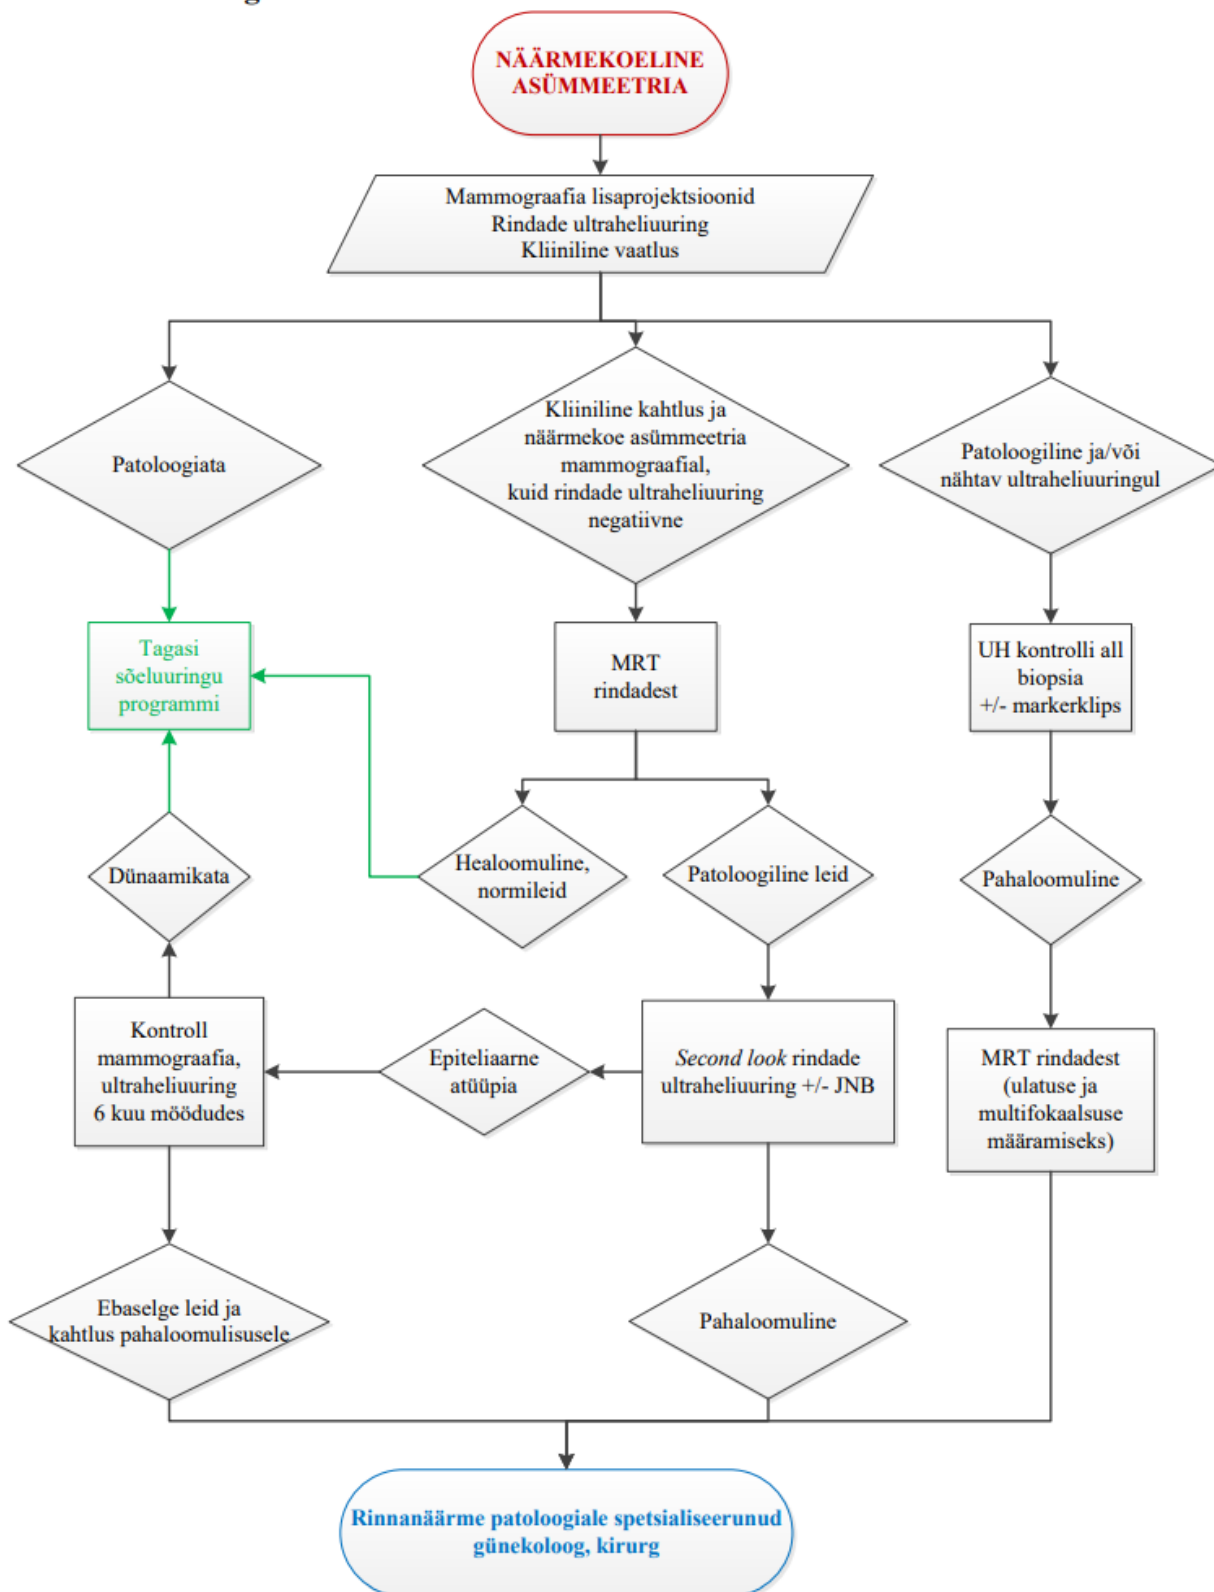 NÄÄRMEKOELINE
ASÜMMEETRIA
Mammograafia lisaprojektsioonid
Rindade ultraheliuuring
Kliiniline vaatlus
Patoloogiata
Kliiniline kahtlus ja
näärmekoe asümmeetria
mammograafial,
kuid rindade ultraheliuuring
negatiivne
Patoloogiline ja/või
nähtav ultraheliuuringul
Tagasi
sõeluuringu
programmi
MRT
rindadest
UH kontrolli all
biopsia
+/- markerklips
Dünaamikata
Healoomuline,
normileid
Patoloogiline leid
Pahaloomuline
Kontroll
mammograafia,
ultraheliuuring
6 kuu möödudes
Epiteliaarne
atüüpia
Second look rindade
ultraheliuuring +/- JNB
MRT rindadest
(ulatuse ja
multifokaalsuse
määramiseks)
Ebaselge leid ja
kahtlus pahaloomulisusele
Pahaloomuline
Rinnanäärme patoloogiale spetsialiseerunud
günekoloog, kirurg